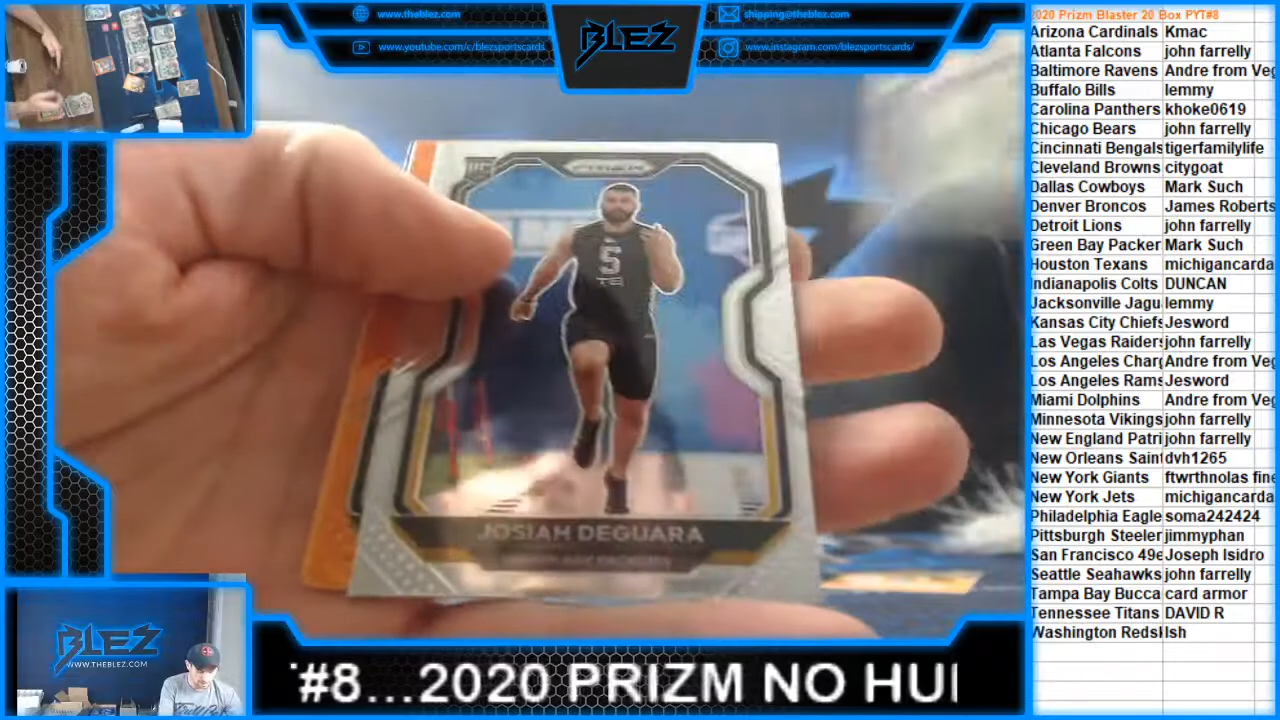 www.theblez.com
shipping@theblez.com
www.youtube.com/c/blezsportscards
www.instagram.com/blezsportscards/
BLEZ
2020 Prizm Blaster 20 Box PYT#8
Arizona Cardinals Kmac
Atlanta Falcons john farrelly
Baltimore Ravens Andre from Veg
Buffalo Bills lemmy
Carolina Panthers khoke0619
Chicago Bears john farrelly
Cincinnati Bengals tigerfamilylife
Cleveland Browns citygoat
Dallas Cowboys Mark Such
Denver Broncos James Roberts
Detroit Lions john farrelly
Green Bay Packer Mark Such
Houston Texans michigancarda
Indianapolis Colts DUNCAN
Jacksonville Jagu lemmy
Kansas City Chiefs Jesword
Las Vegas Raiders john farrelly
Los Angeles Charg Andre from Veg
Los Angeles Rams Jesword
Miami Dolphins Andre from Veg
Minnesota Vikings john farrelly
New England Patri john farrelly
New Orleans Saint dvh1265
New York Giants ftwrthnolas fine
New York Jets michigancarda
Philadelphia Eagle soma242424
Pittsburgh Steeler jimmyphan
San Francisco 49e Joseph Isidro
Seattle Seahawks john farrelly
Tampa Bay Bucca card armor
Tennessee Titans DAVID R
Washington Redsk Ish
RC
PRIZM
5
TE
JOSIAH DEGUARA
GREEN BAY PACKERS
BLEZ
WWW.THEBLEZ.COM
#8...2020 PRIZM NO HU